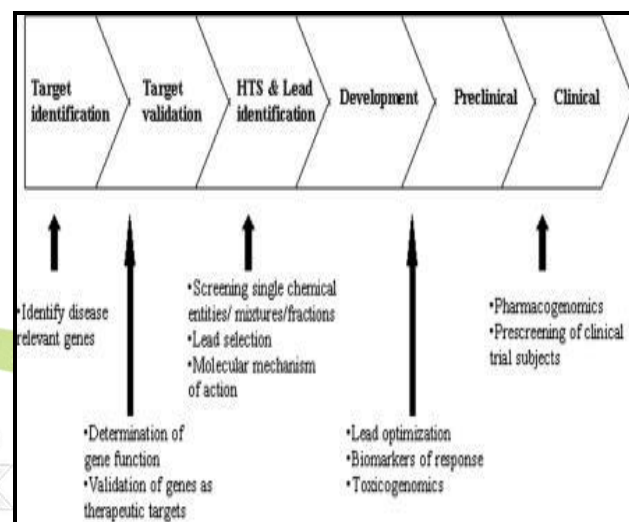 Target
identification
Target
validation
HTS & Lead
identification
Development
Preclinical
Clinical
•Identify disease
relevant genes
•Determination of
gene function
•Validation of genes as
therapeutic targets
•Screening single chemical
entities/ mixtures/fractions
•Lead selection
•Molecular mechanism
of action
•Lead optimization
•Biomarkers of response
•Toxicogenomics
•Pharmacogenomics
•Prescreening of clinical
trial subjects